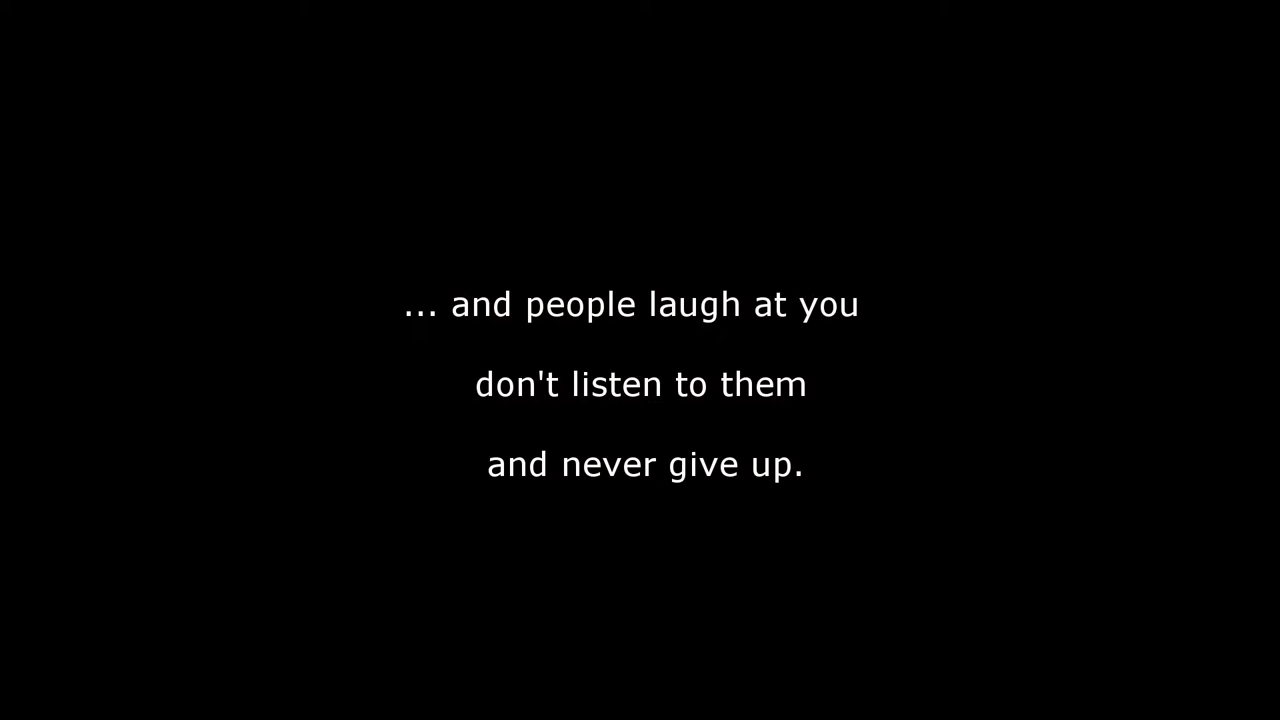 ... and people laugh at you
don't listen to them
and never give up.